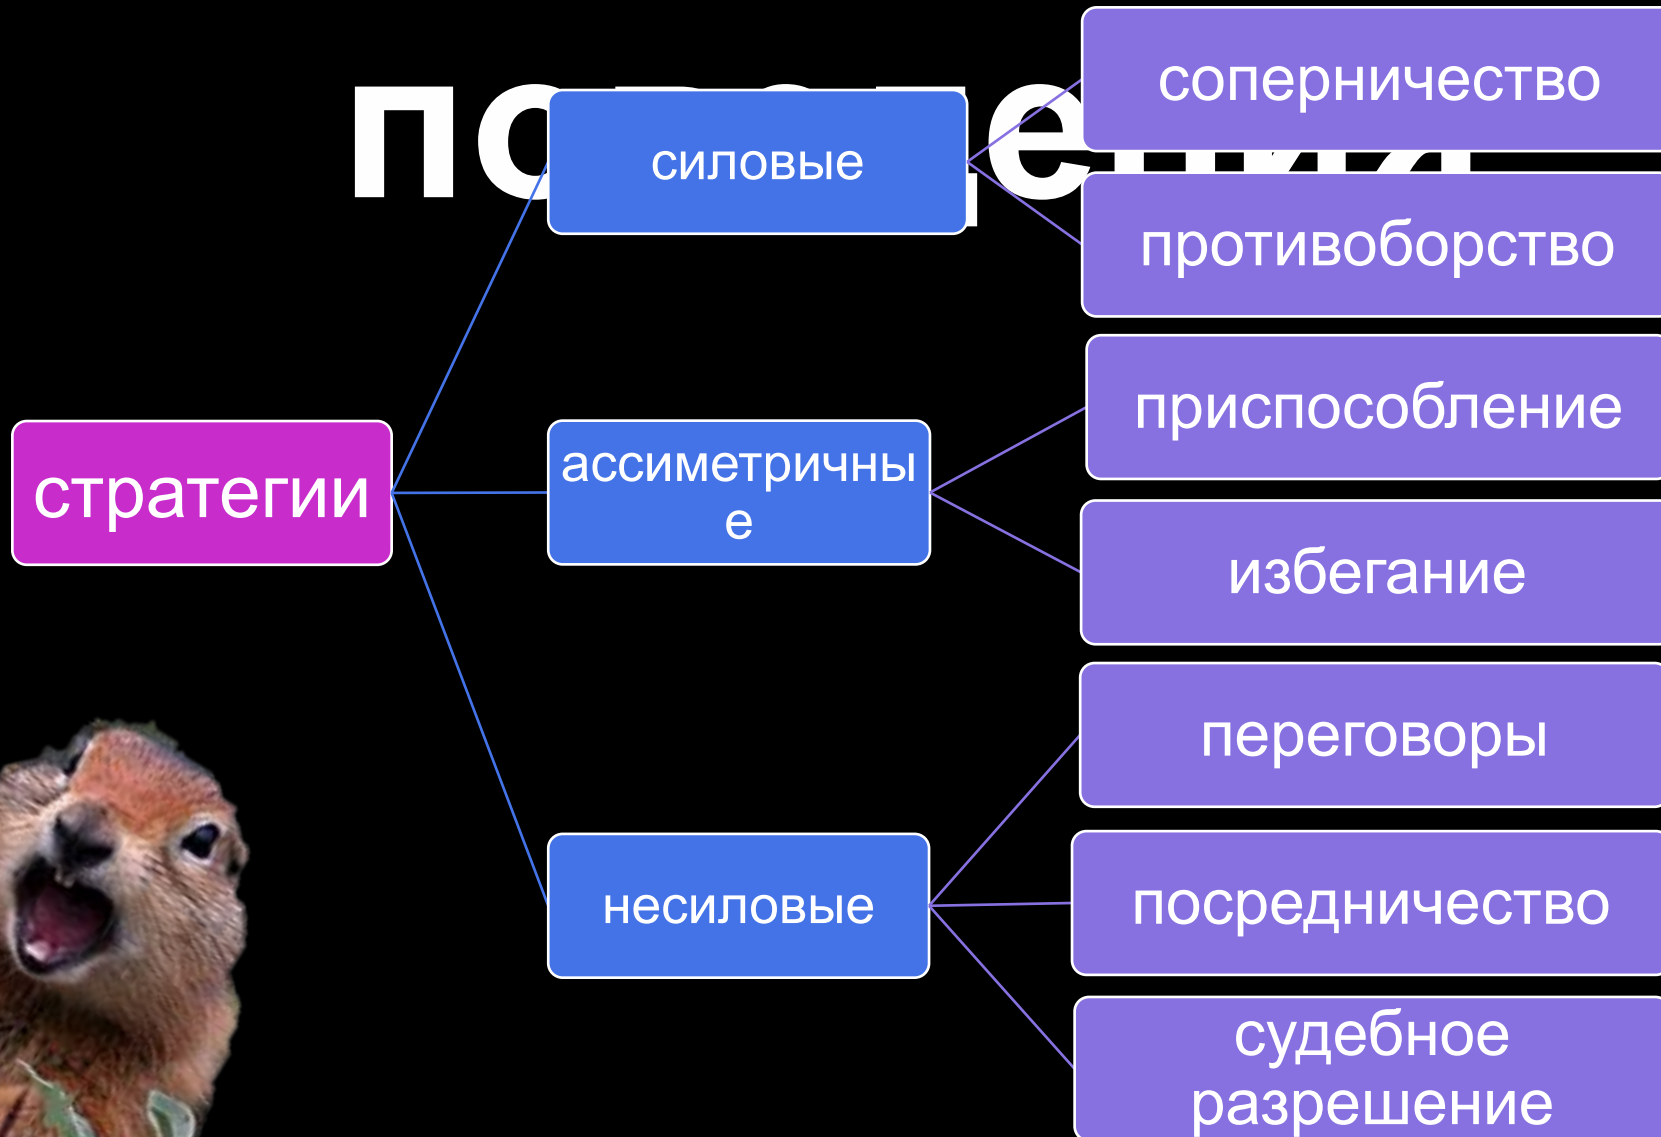 соперничество
силовые
противоборство
приспособление
стратегии
ассиметричны
е
избегание
переговоры
несиловые
посредничество
судебное
разрешение